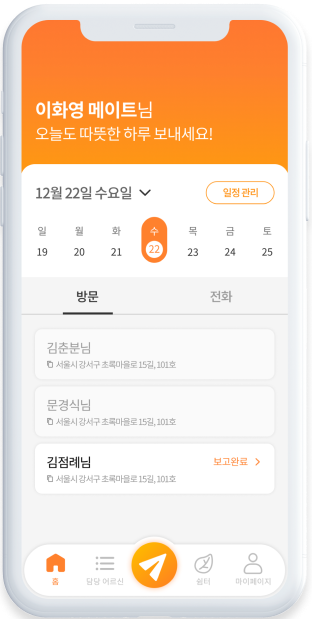 이화영 메이트님
오늘도 따뜻한 하루 보내세요!
12월 22일 수요일
일정 관리
일 월 화 수 목 금 토
19 20 21 22 23 24 25
방문 전화
김춘분님
서울시 강서구 초록마을로 15길, 101호
문경식님
서울시 강서구 초록마을로 15길, 101호
김점례님
보고완료 >
서울시 강서구 초록마을로 15길, 101호
홈 담당 어르신 쉼터 마이페이지